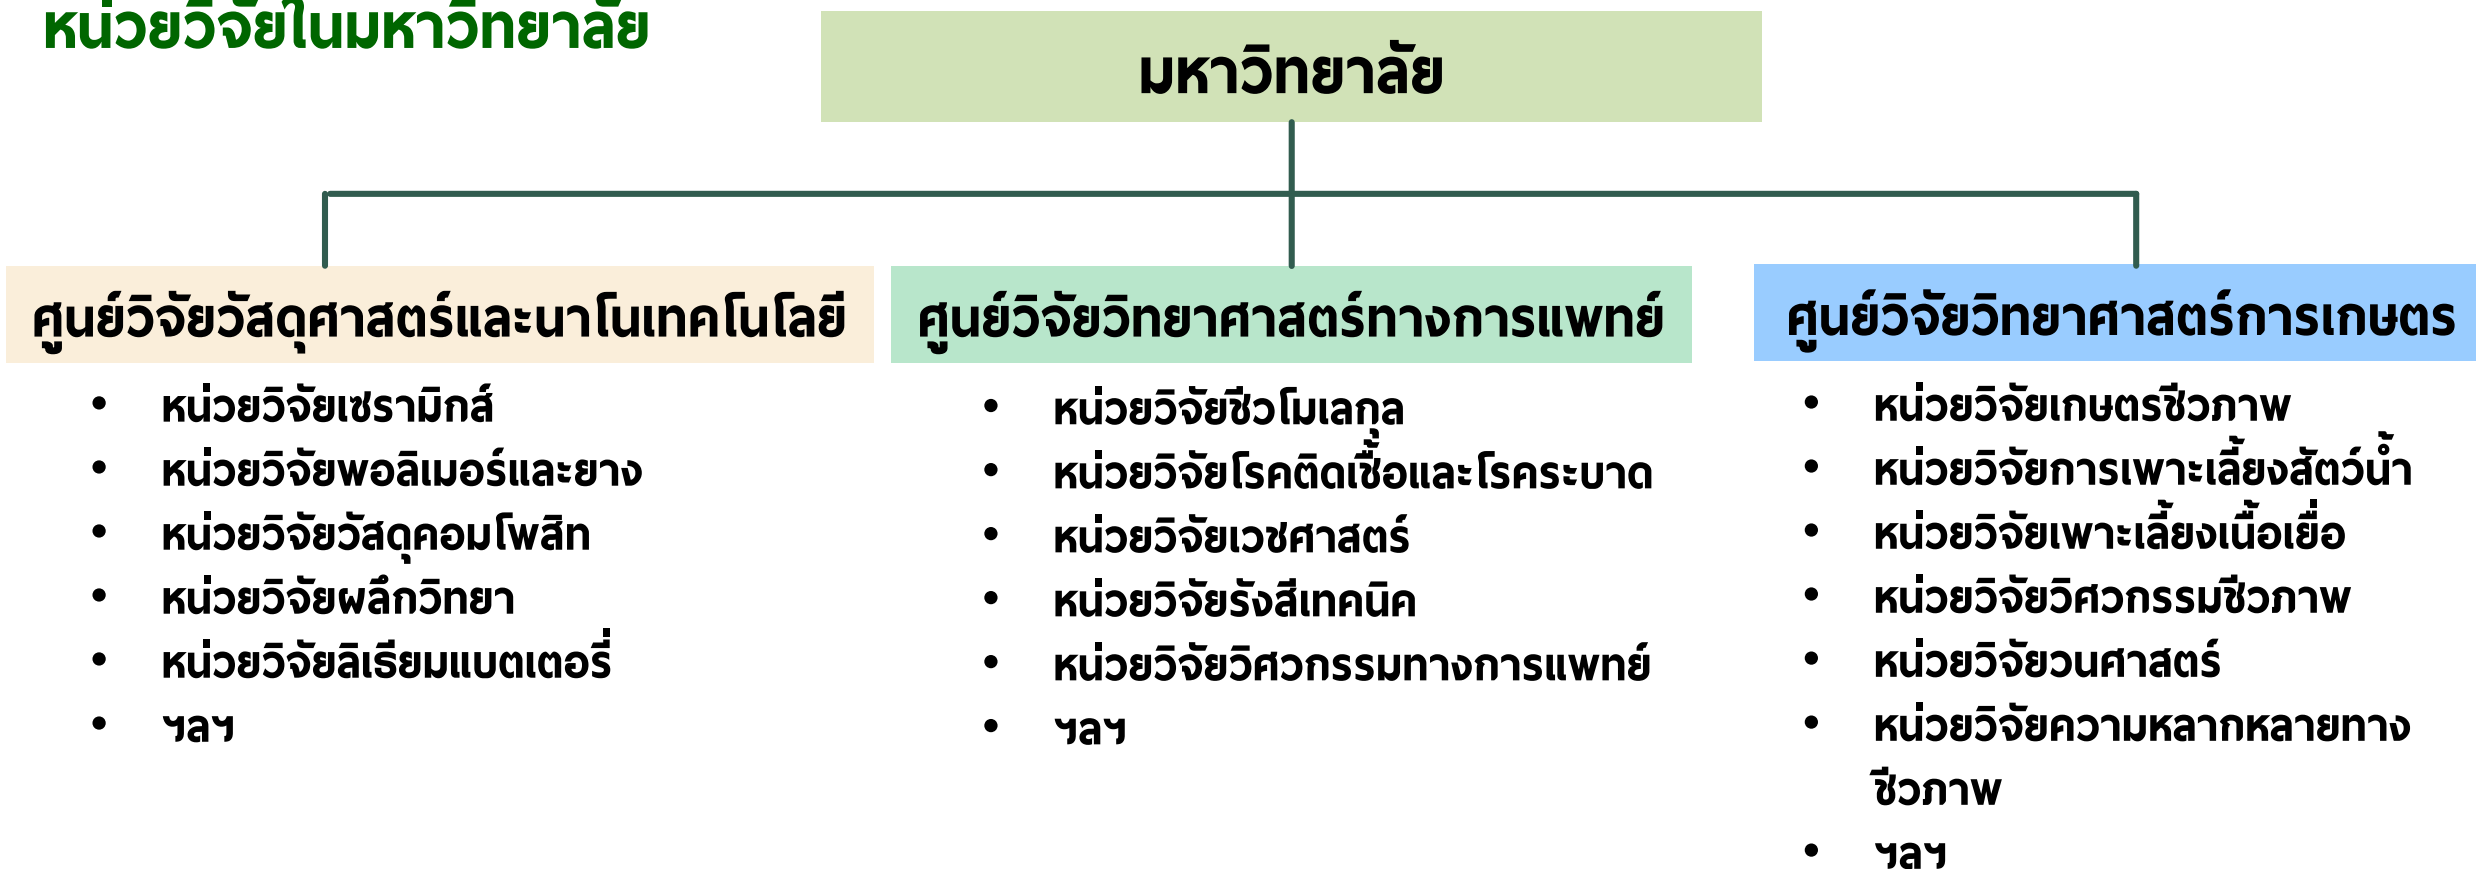 หน่วยวิจัยในมหาวิทยาลัย
มหาวิทยาลัย
ศูนย์วิจัยวัสดุศาสตร์และนาโนเทคโนโลยี
• หน่วยวิจัยเซรามิกส์
• หน่วยวิจัยพอลิเมอร์และยาง
• หน่วยวิจัยวัสดุคอมโพสิท
• หน่วยวิจัยผลึกวิทยา
• หน่วยวิจัยลิเธียมแบตเตอรี่
• ฯลฯ
ศูนย์วิจัยวิทยาศาสตร์ทางการแพทย์
• หน่วยวิจัยชีวโมเลกุล
• หน่วยวิจัยโรคติดเชื้อและโรคระบาด
• หน่วยวิจัยเวชศาสตร์
• หน่วยวิจัยรังสีเทคนิค
• หน่วยวิจัยวิศวกรรมทางการแพทย์
• ฯลฯ
ศูนย์วิจัยวิทยาศาสตร์การเกษตร
• หน่วยวิจัยเกษตรชีวภาพ
• หน่วยวิจัยการเพาะเลี้ยงสัตว์น้ำ
• หน่วยวิจัยเพาะเลี้ยงเนื้อเยื่อ
• หน่วยวิจัยวิศวกรรมชีวภาพ
• หน่วยวิจัยวนศาสตร์
• หน่วยวิจัยความหลากหลายทาง
ชีวภาพ
• ฯลฯ